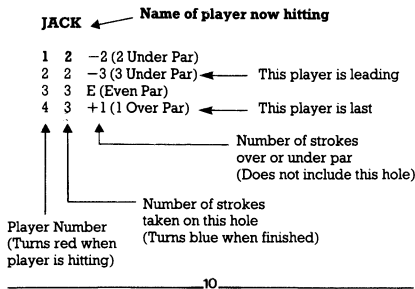 Name of player now hitting
JACK
1 2 −2 (2 Under Par)
2 2 −3 (3 Under Par) This player is leading
3 3 E (Even Par)
4 3 +1 (1 Over Par) This player is last
Number of strokes
over or under par
(Does not include this hole)
Number of strokes
taken on this hole
(Turns blue when finished)
Player Number
(Turns red when
player is hitting)
10